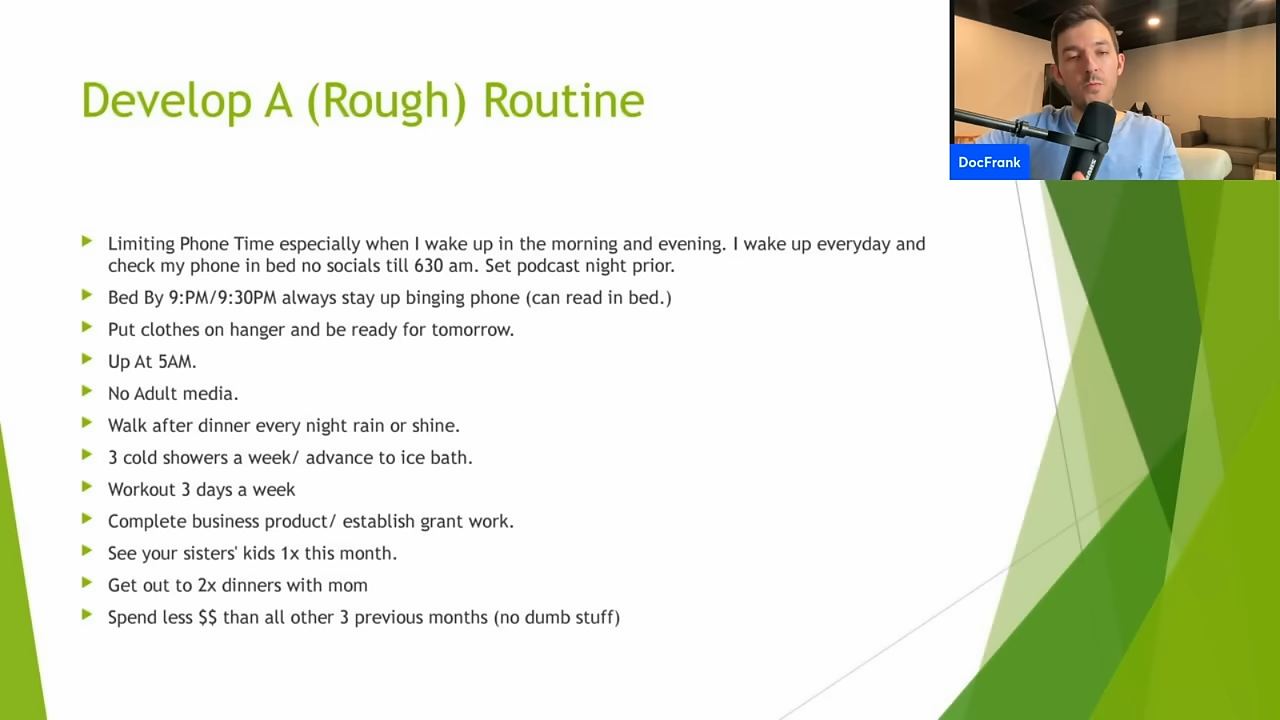 Develop A (Rough) Routine
DocFrank
Limiting Phone Time especially when I wake up in the morning and evening. I wake up everyday and
check my phone in bed no socials till 630 am. Set podcast night prior.
Bed By 9:PM/9:30PM always stay up binging phone (can read in bed.)
Put clothes on hanger and be ready for tomorrow.
Up At 5AM.
No Adult media.
Walk after dinner every night rain or shine.
3 cold showers a week/ advance to ice bath.
Workout 3 days a week
Complete business product/ establish grant work.
See your sisters' kids 1x this month.
Get out to 2x dinners with mom
Spend less $$ than all other 3 previous months (no dumb stuff)